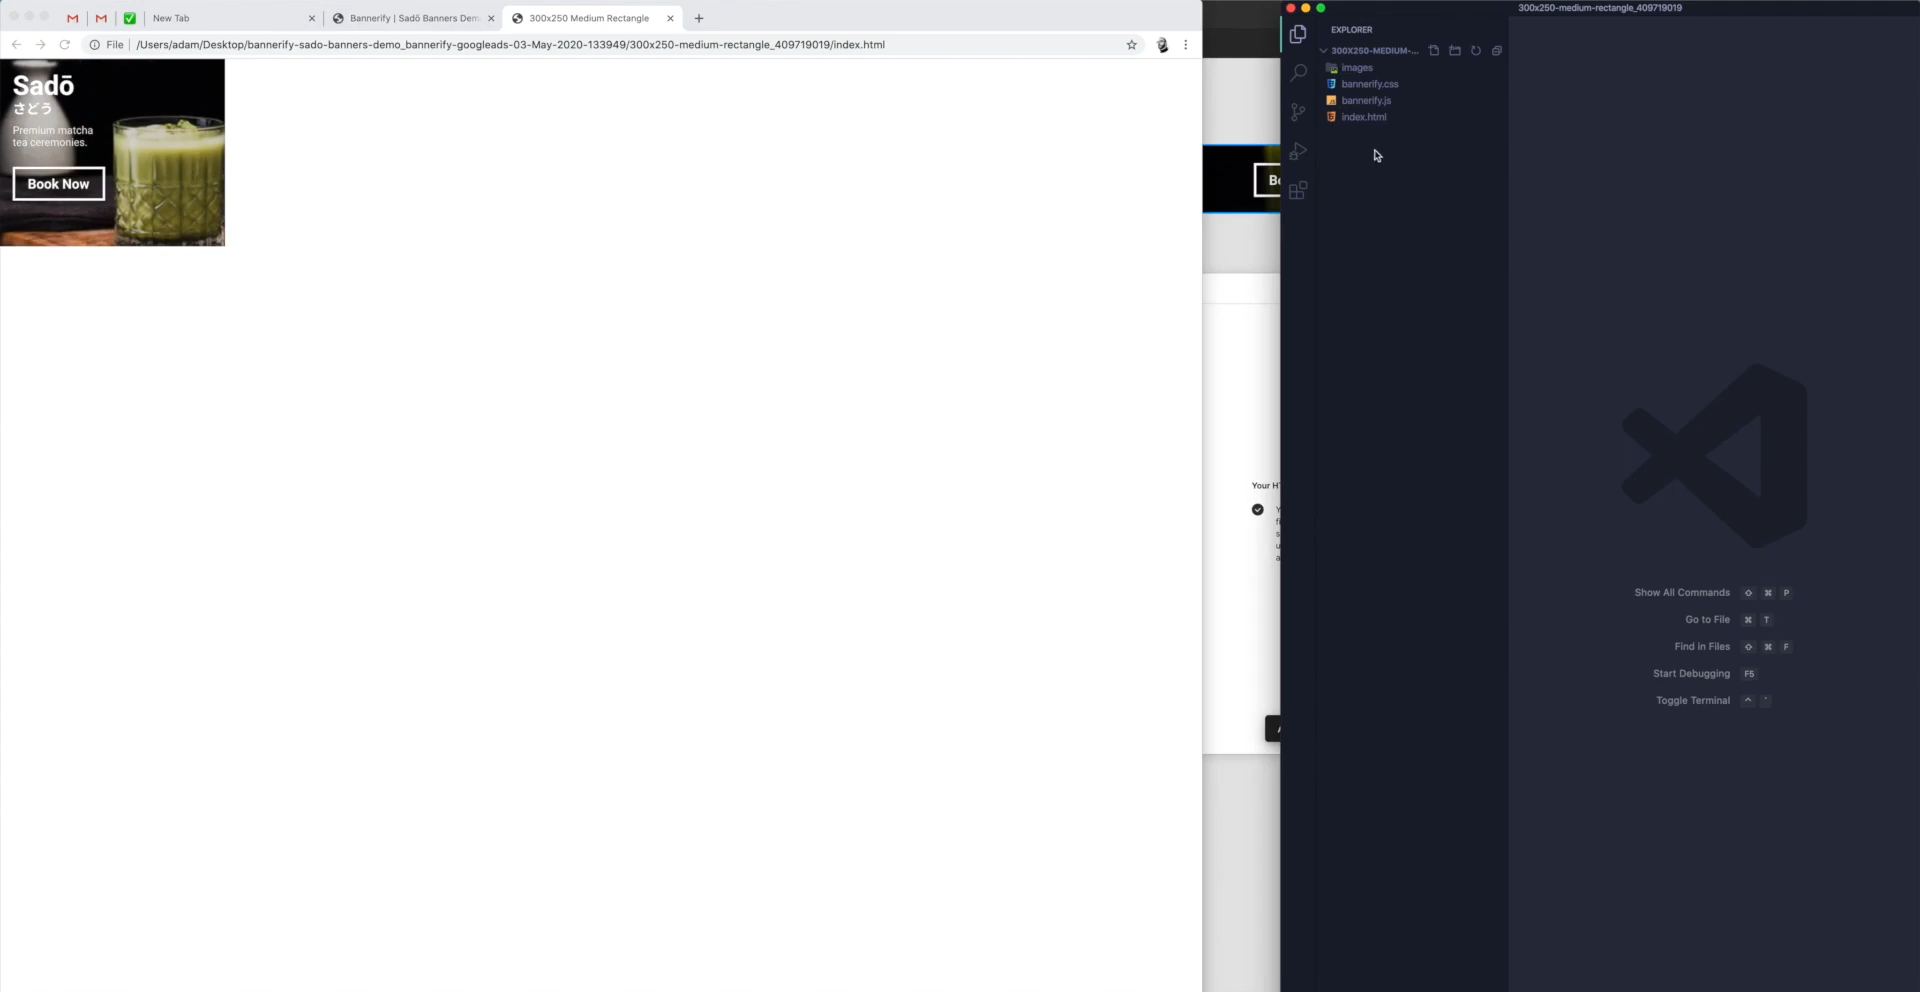 New Tab
Bannerify | Sadō Banners Dem
300x250 Medium Rectangle
File
/Users/adam/Desktop/bannerify-sado-banners-demo_bannerify-googleads-03-May-2020-133949/300x250-medium-rectangle_409719019/index.html
Sadō
さどう
Premium matcha
tea ceremonies.
Book Now
Your H
300x250-medium-rectangle_409719019
EXPLORER
300X250-MEDIUM-...
images
bannerify.css
bannerify.js
index.html
Show All Commands ⇧ ⌘ P
Go to File ⌘ T
Find in Files ⇧ ⌘ F
Start Debugging F5
Toggle Terminal ^ `